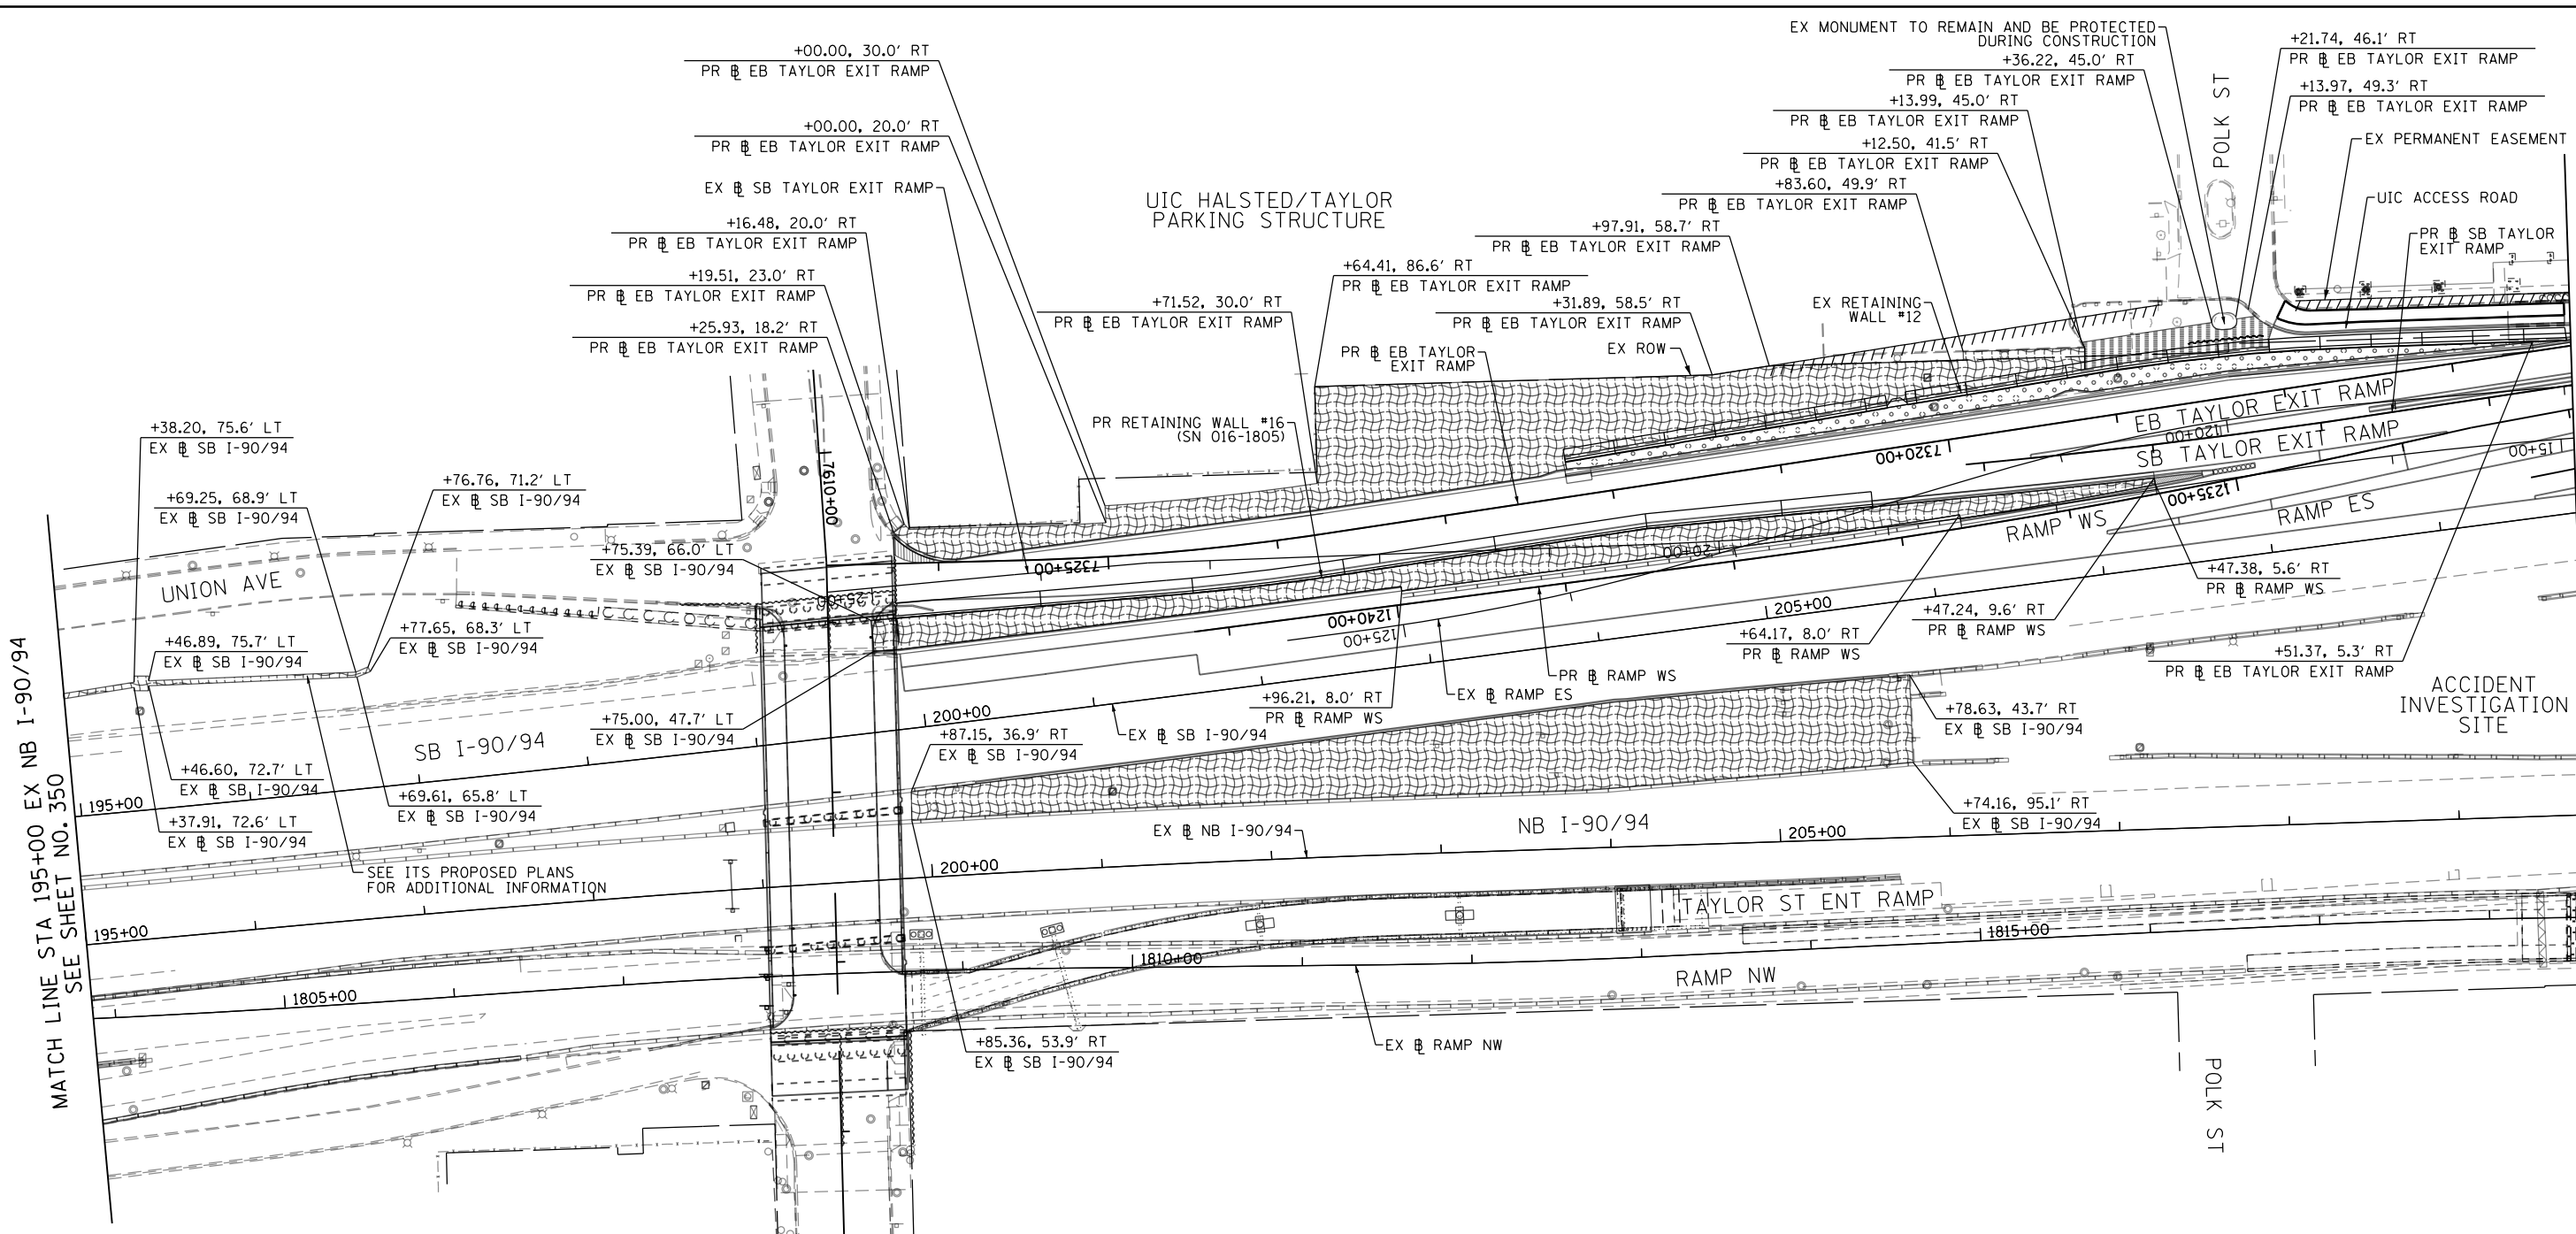 +00.00, 30.0' RT
PR ℄ EB TAYLOR EXIT RAMP
+00.00, 20.0' RT
PR ℄ EB TAYLOR EXIT RAMP
EX ℄ SB TAYLOR EXIT RAMP
+16.48, 20.0' RT
PR ℄ EB TAYLOR EXIT RAMP
+19.51, 23.0' RT
PR ℄ EB TAYLOR EXIT RAMP
+25.93, 18.2' RT
PR ℄ EB TAYLOR EXIT RAMP
UIC HALSTED/TAYLOR
PARKING STRUCTURE
+71.52, 30.0' RT
PR ℄ EB TAYLOR EXIT RAMP
+64.41, 86.6' RT
PR ℄ EB TAYLOR EXIT RAMP
+31.89, 58.5' RT
PR ℄ EB TAYLOR EXIT RAMP
PR ℄ EB TAYLOR
EXIT RAMP
EX ROW
PR RETAINING WALL #16
(SN 016-1805)
EX MONUMENT TO REMAIN AND BE PROTECTED
DURING CONSTRUCTION
+36.22, 45.0' RT
PR ℄ EB TAYLOR EXIT RAMP
+13.99, 45.0' RT
PR ℄ EB TAYLOR EXIT RAMP
+12.50, 41.5' RT
PR ℄ EB TAYLOR EXIT RAMP
+83.60, 49.9' RT
PR ℄ EB TAYLOR EXIT RAMP
+97.91, 58.7' RT
PR ℄ EB TAYLOR EXIT RAMP
EX RETAINING
WALL #12
POLK ST
+21.74, 46.1' RT
PR ℄ EB TAYLOR EXIT RAMP
+13.97, 49.3' RT
PR ℄ EB TAYLOR EXIT RAMP
EX PERMANENT EASEMENT
UIC ACCESS ROAD
PR ℄ SB TAYLOR
EXIT RAMP
EB TAYLOR EXIT RAMP
120+00
SB TAYLOR EXIT RAMP
115+00
7320+00
1235+00
RAMP WS
RAMP ES
+38.20, 75.6' LT
EX ℄ SB I-90/94
+69.25, 68.9' LT
EX ℄ SB I-90/94
+76.76, 71.2' LT
EX ℄ SB I-90/94
7610+00
UNION AVE
+75.39, 66.0' LT
EX ℄ SB I-90/94
7325+00
125+00
120+00
1240+00
125+00
+46.89, 75.7' LT
EX ℄ SB I-90/94
+77.65, 68.3' LT
EX ℄ SB I-90/94
205+00
+47.38, 5.6' RT
PR ℄ RAMP WS
+47.24, 9.6' RT
PR ℄ RAMP WS
+64.17, 8.0' RT
PR ℄ RAMP WS
+51.37, 5.3' RT
PR ℄ EB TAYLOR EXIT RAMP
PR ℄ RAMP WS
EX ℄ RAMP ES
+96.21, 8.0' RT
PR ℄ RAMP WS
EX ℄ SB I-90/94
ACCIDENT
INVESTIGATION
SITE
MATCH LINE STA 195+00 EX NB I-90/94
SEE SHEET NO. 350
SB I-90/94
+75.00, 47.7' LT
EX ℄ SB I-90/94
200+00
+87.15, 36.9' RT
EX ℄ SB I-90/94
+78.63, 43.7' RT
EX ℄ SB I-90/94
195+00
+46.60, 72.7' LT
EX ℄ SB I-90/94
+69.61, 65.8' LT
EX ℄ SB I-90/94
+37.91, 72.6' LT
EX ℄ SB I-90/94
+74.16, 95.1' RT
EX ℄ SB I-90/94
EX ℄ NB I-90/94
NB I-90/94
205+00
200+00
SEE ITS PROPOSED PLANS
FOR ADDITIONAL INFORMATION
195+00
TAYLOR ST ENT RAMP
1815+00
1810+00
1805+00
RAMP NW
+85.36, 53.9' RT
EX ℄ SB I-90/94
EX ℄ RAMP NW
POLK ST